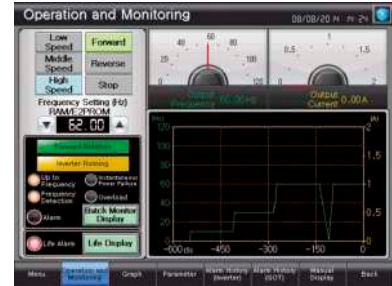 Operation and Monitoring
08/08/20
Low Speed
Forward
Middle Speed
Reverse
High Speed
Stop
Frequency Setting (Hz)
RAM/E2PROM
62.00
Forward Rotation
Inverter Running
Up to Frequency
Instantaneous Power Failure
Frequency Detection
Overload
Alarm
Batch Monitor Display
Life Alarm
Life Display
20
40
60
80
100
120
Output Frequency 60.00Hz
0.5
1
1.5
Output Current 0.00A
120
100
80
60
40
20
0
2
1.5
1
0.5
0
-600
-450
-300
-150
0
Menu
Operation and Monitoring
Graph
Parameter
Alarm History (Inverter)
Alarm History (GOT)
Manual Display
Back